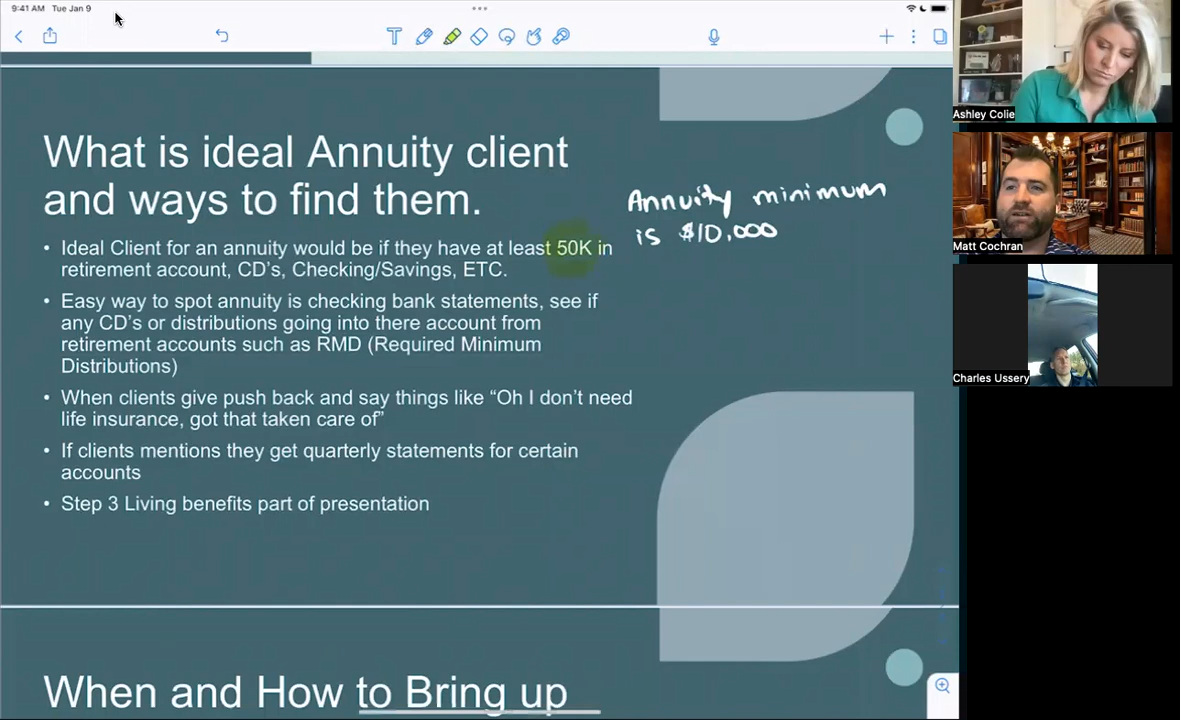 9:41 AM Tue Jan 9
What is ideal Annuity client
and ways to find them.
Annuity minimum
is $10,000
• Ideal Client for an annuity would be if they have at least 50K in
retirement account, CD's, Checking/Savings, ETC.
• Easy way to spot annuity is checking bank statements, see if
any CD's or distributions going into there account from
retirement accounts such as RMD (Required Minimum
Distributions)
• When clients give push back and say things like “Oh I don't need
life insurance, got that taken care of”
• If clients mentions they get quarterly statements for certain
accounts
• Step 3 Living benefits part of presentation
When and How to Bring up
Ashley Colie
Matt Cochran
Charles Ussery